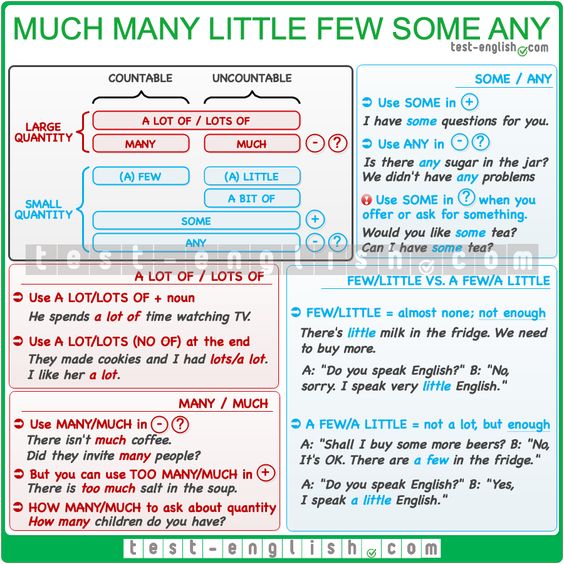 MUCH MANY LITTLE FEW SOME ANY
test-english.com
COUNTABLE UNCOUNTABLE
LARGE QUANTITY
A LOT OF / LOTS OF
MANY MUCH - ?
SMALL QUANTITY
(A) FEW (A) LITTLE
A BIT OF
SOME +
ANY - ?
SOME / ANY
Use SOME in +
I have some questions for you.
Use ANY in - ?
Is there any sugar in the jar?
We didn't have any problems
! Use SOME in ? when you
offer or ask for something.
Would you like some tea?
Can I have some tea?
test-english.com
A LOT OF / LOTS OF
Use A LOT/LOTS OF + noun
He spends a lot of time watching TV.
Use A LOT/LOTS (NO OF) at the end
They made cookies and I had lots/a lot.
I like her a lot.
MANY / MUCH
Use MANY/MUCH in - ?
There isn't much coffee.
Did they invite many people?
But you can use TOO MANY/MUCH in +
There is too much salt in the soup.
HOW MANY/MUCH to ask about quantity
How many children do you have?
FEW/LITTLE VS. A FEW/A LITTLE
FEW/LITTLE = almost none; not enough
There's little milk in the fridge. We need
to buy more.
A: "Do you speak English?" B: "No,
sorry. I speak very little English."
A FEW/A LITTLE = not a lot, but enough
A: "Shall I buy some more beers? B: "No,
It's OK. There are a few in the fridge."
A: "Do you speak English?" B: "Yes,
I speak a little English."
test-english.com